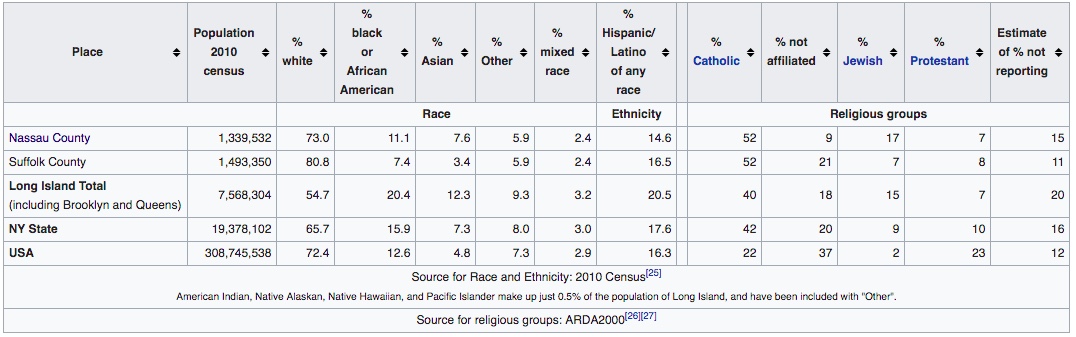 Place Population 2010 census % white % black or African American % Asian % Other % mixed race % Hispanic/ Latino of any race % Catholic % not affiliated % Jewish % Protestant Estimate of % not reporting
Race Ethnicity Religious groups
Nassau County 1,339,532 73.0 11.1 7.6 5.9 2.4 14.6 52 9 17 7 15
Suffolk County 1,493,350 80.8 7.4 3.4 5.9 2.4 16.5 52 21 7 8 11
Long Island Total
(including Brooklyn and Queens) 7,568,304 54.7 20.4 12.3 9.3 3.2 20.5 40 18 15 7 20
NY State 19,378,102 65.7 15.9 7.3 8.0 3.0 17.6 42 20 9 10 16
USA 308,745,538 72.4 12.6 4.8 7.3 2.9 16.3 22 37 2 23 12
Source for Race and Ethnicity: 2010 Census[25]
American Indian, Native Alaskan, Native Hawaiian, and Pacific Islander make up just 0.5% of the population of Long Island, and have been included with "Other".
Source for religious groups: ARDA2000[26][27]